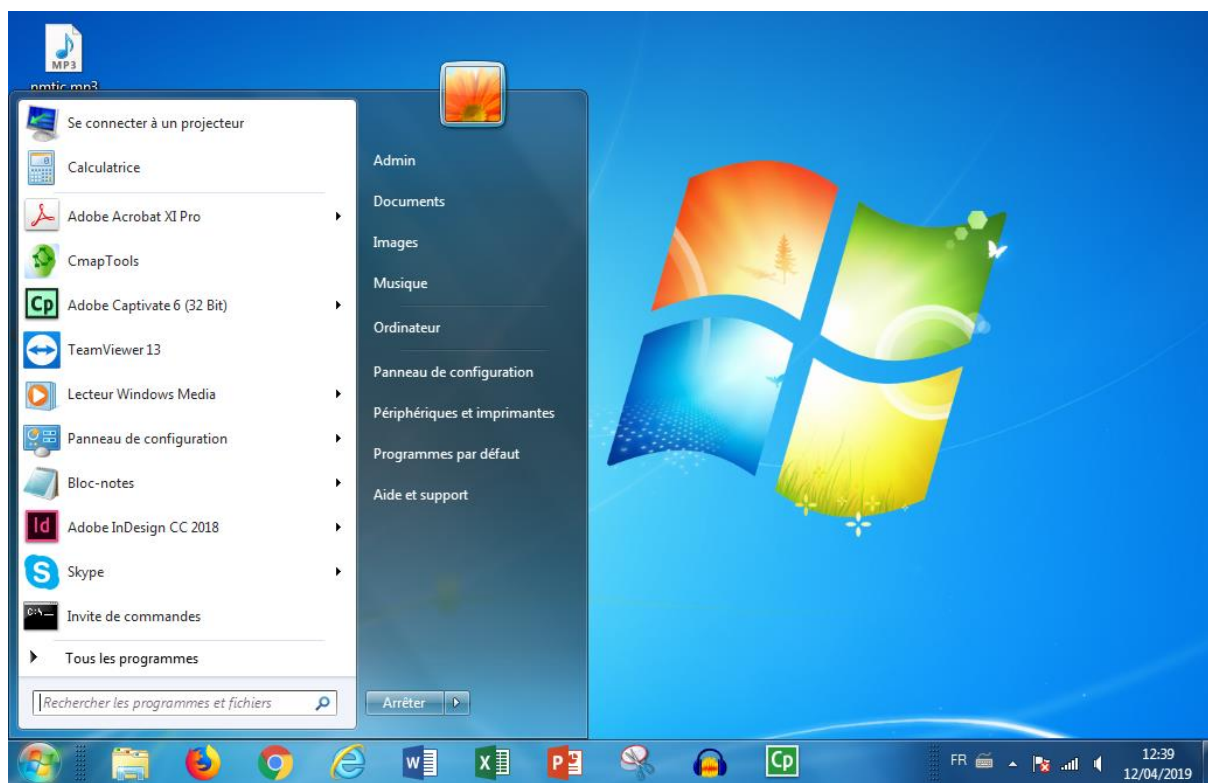 MP3
nmtic.mp3
Se connecter à un projecteur
Calculatrice
Adobe Acrobat XI Pro
CmapTools
Cp
Adobe Captivate 6 (32 Bit)
TeamViewer 13
Lecteur Windows Media
Panneau de configuration
Bloc-notes
Id
Adobe InDesign CC 2018
S
Skype
C:\_
Invite de commandes
Tous les programmes
Rechercher les programmes et fichiers
Admin
Documents
Images
Musique
Ordinateur
Panneau de configuration
Périphériques et imprimantes
Programmes par défaut
Aide et support
Arrêter
W
X
P
Cp
FR
12:39
12/04/2019